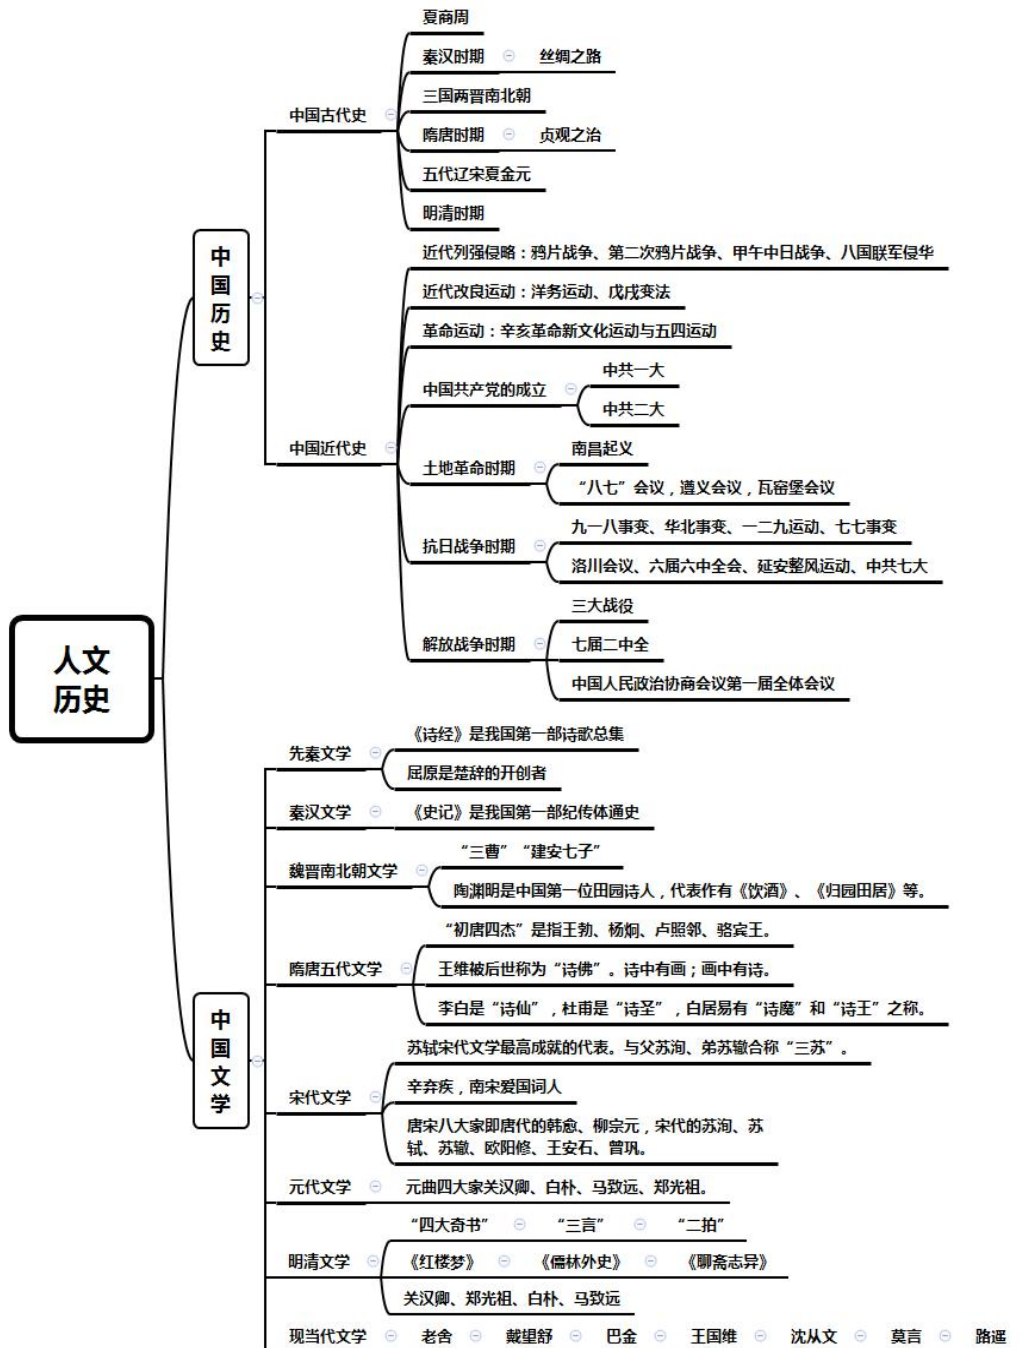 人文
历史
中国历史
中国古代史
夏商周
秦汉时期
丝绸之路
三国两晋南北朝
隋唐时期
贞观之治
五代辽宋夏金元
明清时期
中国近代史
近代列强侵略：鸦片战争、第二次鸦片战争、甲午中日战争、八国联军侵华
近代改良运动：洋务运动、戊戌变法
革命运动：辛亥革命新文化运动与五四运动
中国共产党的成立
中共一大
中共二大
土地革命时期
南昌起义
“八七”会议，遵义会议，瓦窑堡会议
抗日战争时期
九一八事变、华北事变、一二九运动、七七事变
洛川会议、六届六中全会、延安整风运动、中共七大
解放战争时期
三大战役
七届二中全
中国人民政治协商会议第一届全体会议
中国文学
先秦文学
《诗经》是我国第一部诗歌总集
屈原是楚辞的开创者
秦汉文学
《史记》是我国第一部纪传体通史
魏晋南北朝文学
“三曹”“建安七子”
陶渊明是中国第一位田园诗人，代表作有《饮酒》、《归园田居》等。
隋唐五代文学
“初唐四杰”是指王勃、杨炯、卢照邻、骆宾王。
王维被后世称为“诗佛”。诗中有画；画中有诗。
李白是“诗仙”，杜甫是“诗圣”，白居易有“诗魔”和“诗王”之称。
宋代文学
苏轼宋代文学最高成就的代表。与父苏洵、弟苏辙合称“三苏”。
辛弃疾，南宋爱国词人
唐宋八大家即唐代的韩愈、柳宗元，宋代的苏洵、苏
轼、苏辙、欧阳修、王安石、曾巩。
元代文学
元曲四大家关汉卿、白朴、马致远、郑光祖。
明清文学
“四大奇书”
“三言”
“二拍”
《红楼梦》
《儒林外史》
《聊斋志异》
关汉卿、郑光祖、白朴、马致远
现当代文学
老舍
戴望舒
巴金
王国维
沈从文
莫言
路遥